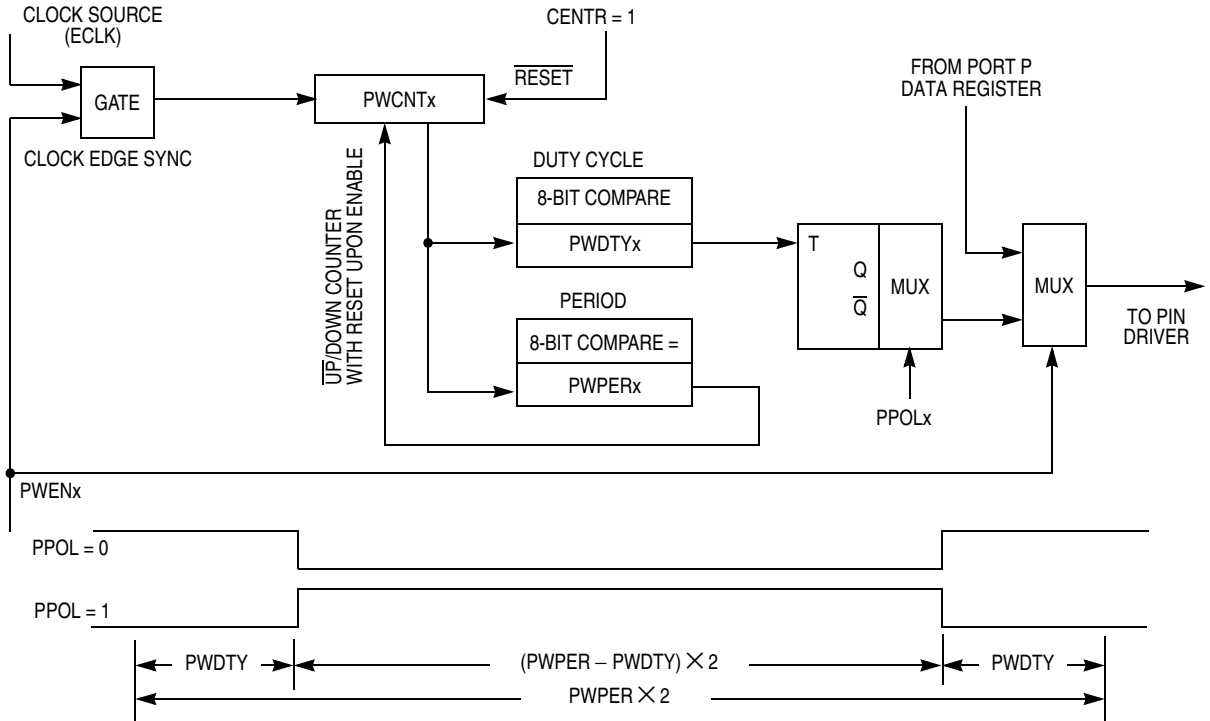 CLOCK SOURCE
(ECLK)
CENTR = 1
GATE
PWCNTx
RESET
FROM PORT P
DATA REGISTER
CLOCK EDGE SYNC
UP/DOWN COUNTER
WITH RESET UPON ENABLE
DUTY CYCLE
8-BIT COMPARE
PWDTYx
T
Q
Q
MUX
MUX
TO PIN
DRIVER
PERIOD
8-BIT COMPARE =
PWPERx
PPOLx
PWENx
PPOL = 0
PPOL = 1
PWDTY
(PWPER – PWDTY) × 2
PWDTY
PWPER × 2